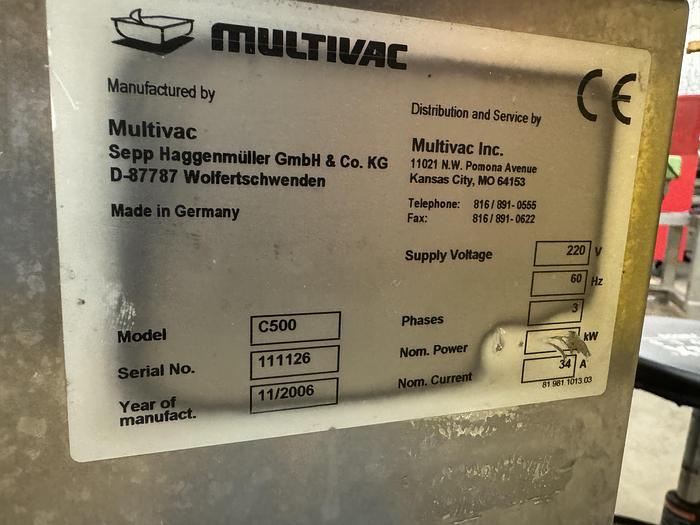 MULTIVAC
CE
Manufactured by
Multivac
Sepp Haggenmüller GmbH & Co. KG
D-87787 Wolfertschwenden
Made in Germany
Distribution and Service by
Multivac Inc.
11021 N.W. Pomona Avenue
Kansas City, MO 64153
Telephone: 816 / 891- 0555
Fax: 816 / 891- 0622
Supply Voltage 220 V
60 Hz
Phases 3
Nom. Power kW
Nom. Current 34 A
81 981 1013 03
Model C500
Serial No. 111126
Year of
manufact. 11/2006